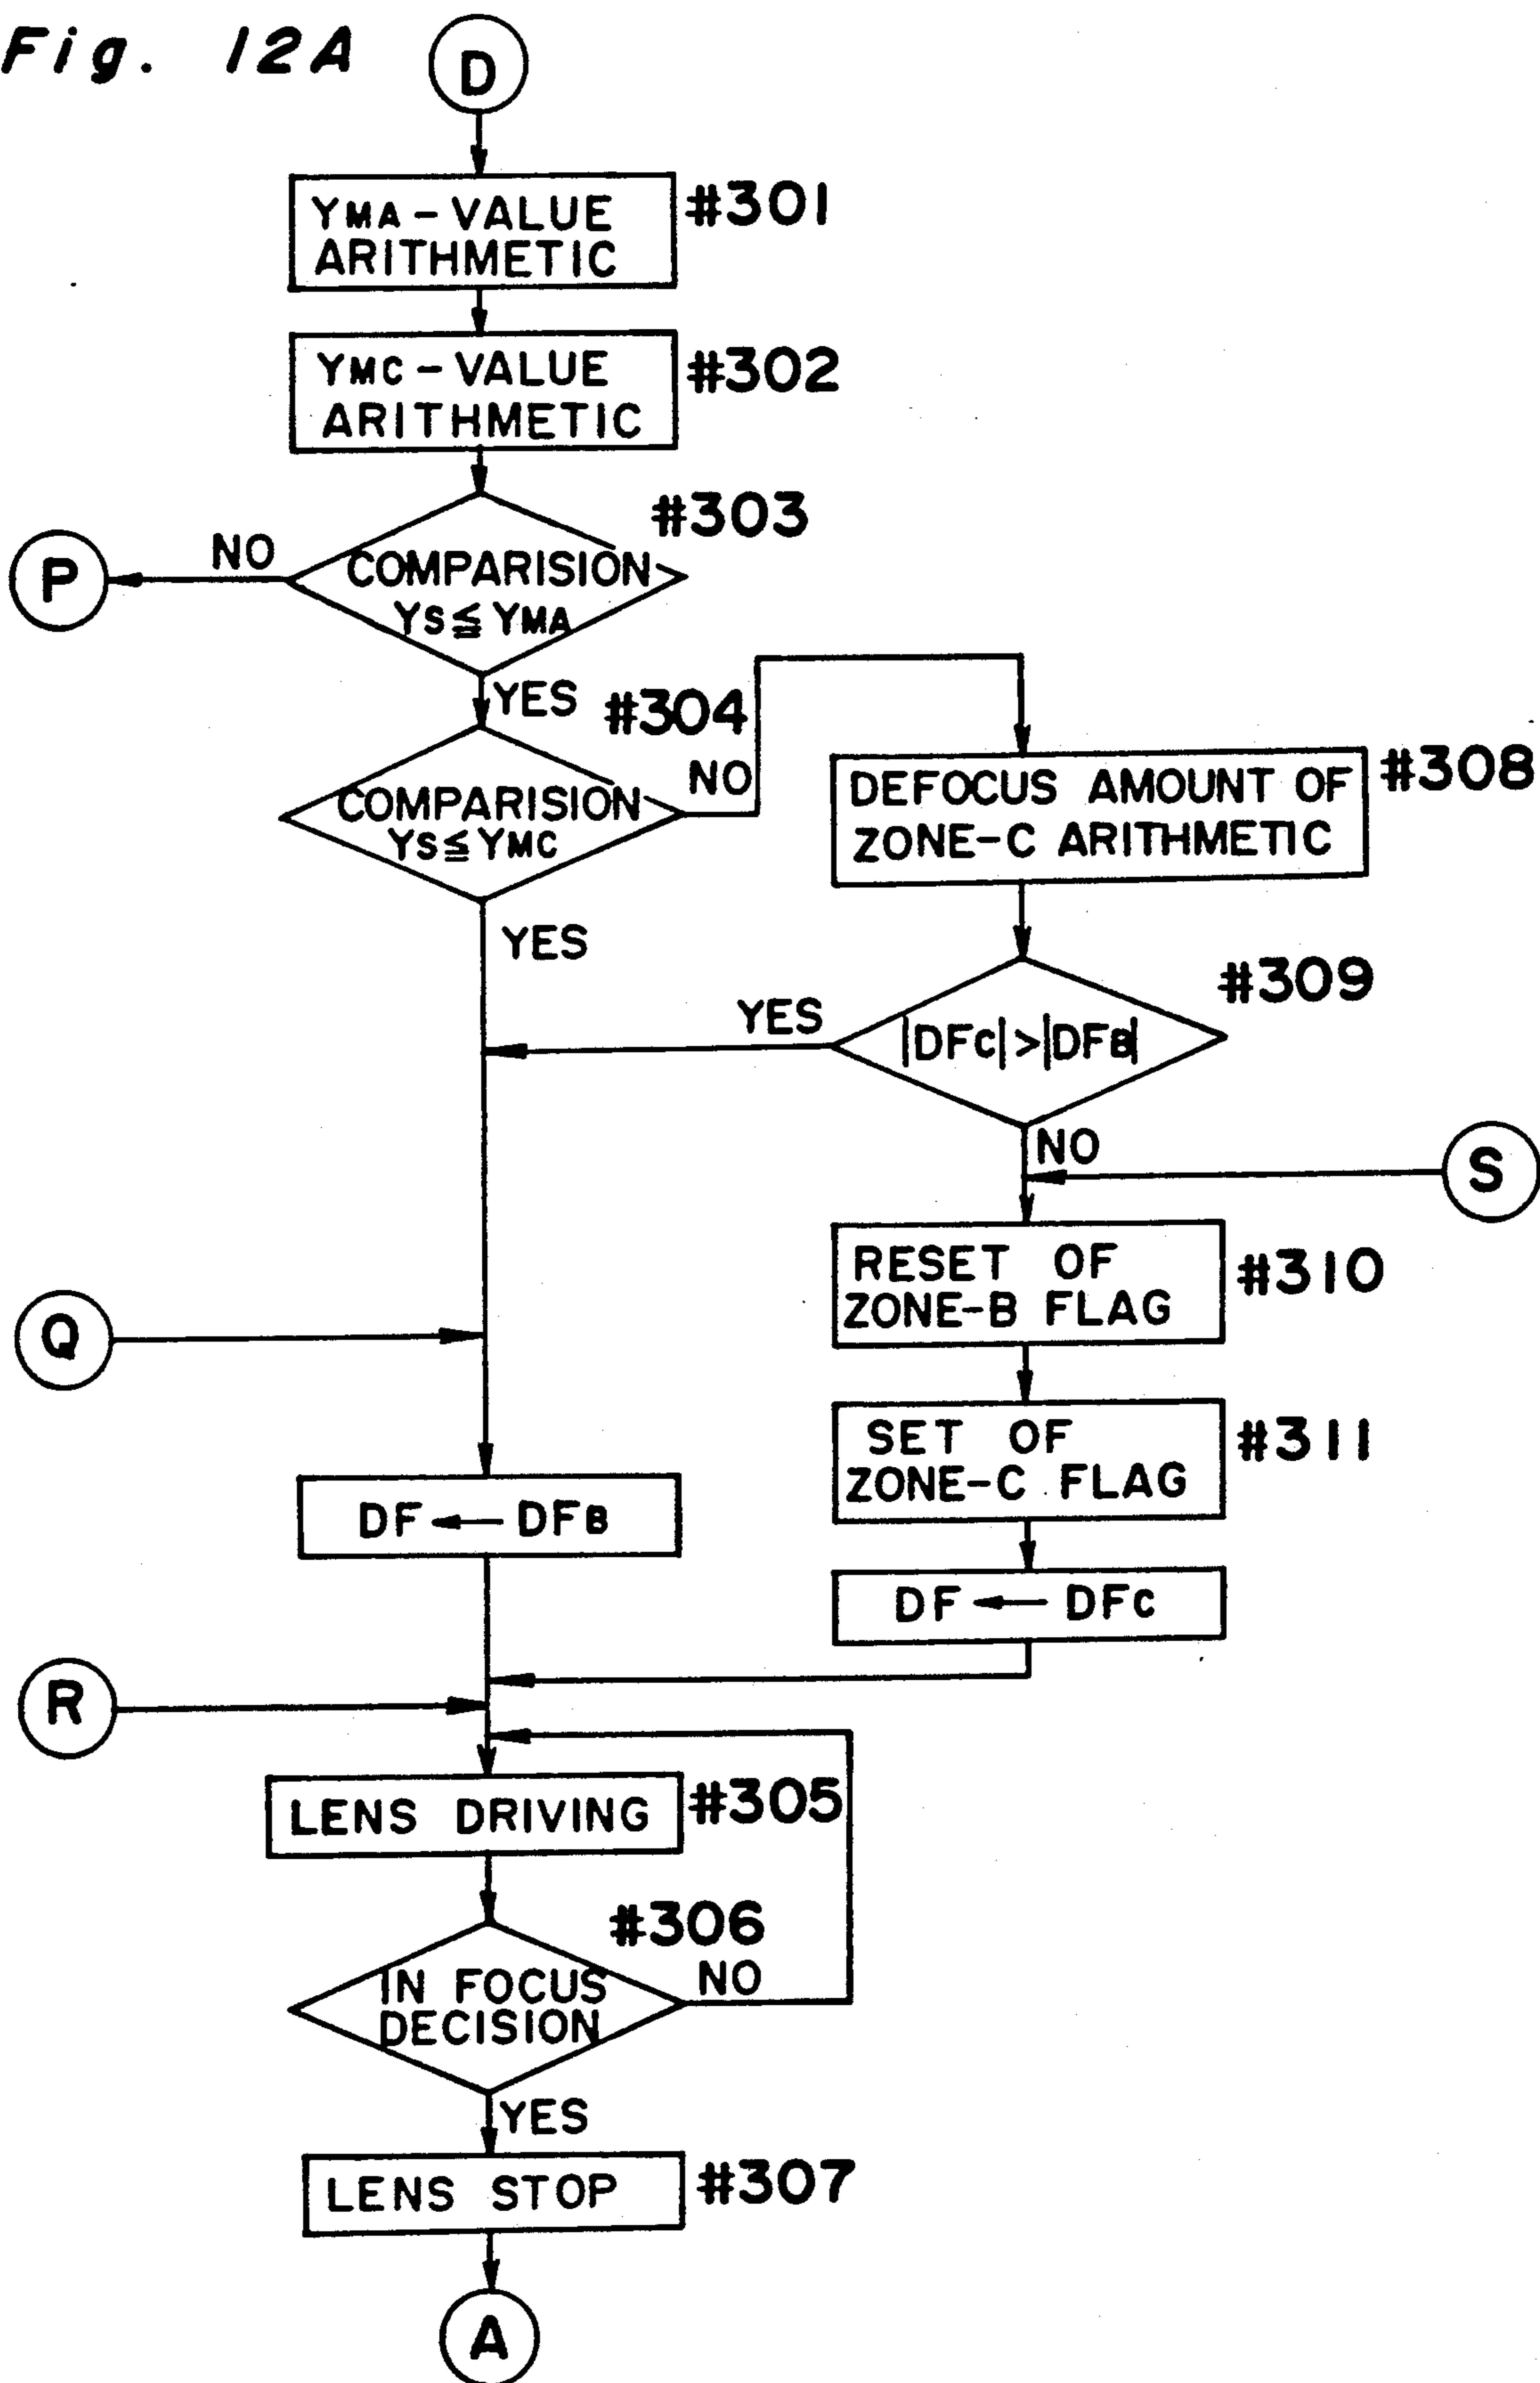 Fig. 12A
D
YMA-VALUE
ARITHMETIC
#301
YMC-VALUE
ARITHMETIC
#302
#303
COMPARISION
YS≦YMA
NO
P
YES
#304
COMPARISION
YS≦YMC
NO
YES
DEFOCUS AMOUNT OF
ZONE-C ARITHMETIC
#308
#309
|DFC|>|DFB|
YES
NO
S
RESET OF
ZONE-B FLAG
#310
Q
SET OF
ZONE-C FLAG
#311
DF ← DFB
DF ← DFC
R
LENS DRIVING
#305
#306
IN FOCUS
DECISION
NO
YES
LENS STOP
#307
A